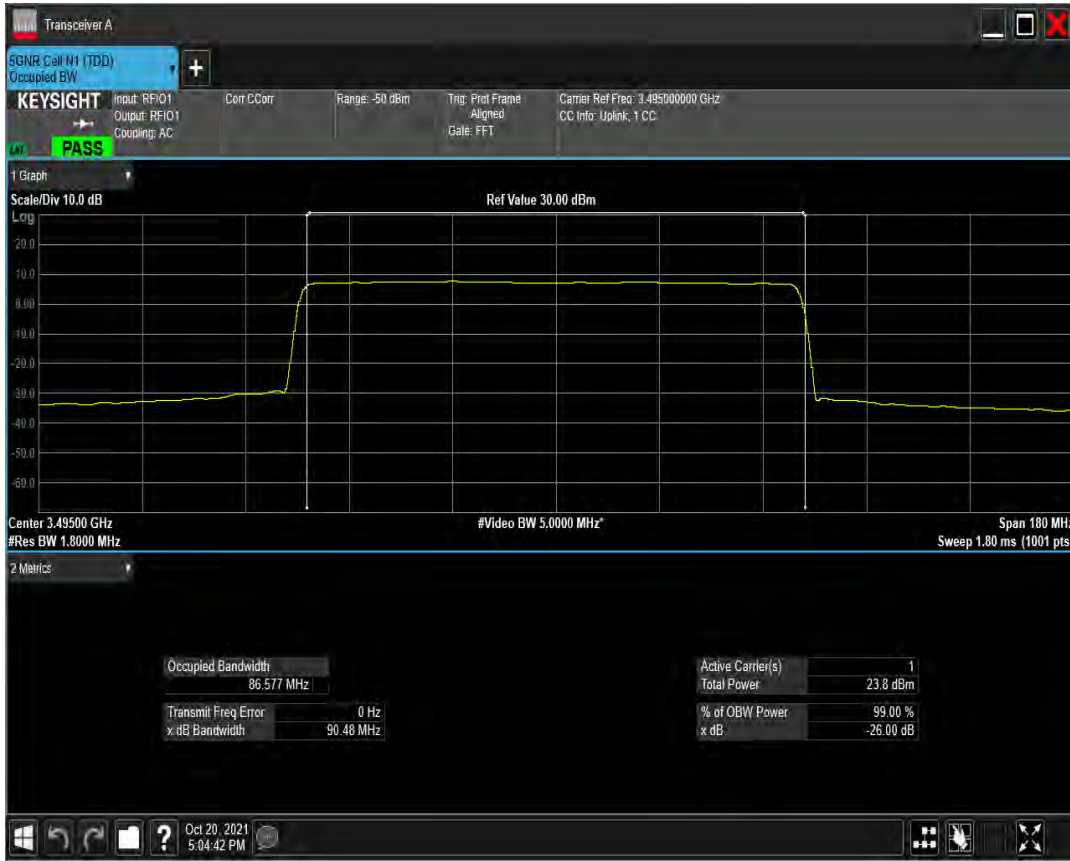 Transceiver A
5GNR Cell N1 (TDD)
Occupied BW
+
KEYSIGHT
Input: RFIO1
Output: RFIO1
Coupling: AC
Corr CCorr
Range: -50 dBm
Trig: Prot Frame
Aligned
Gate: FFT
Carrier Ref Freq: 3.495000000 GHz
CC Info: Uplink, 1 CC
PASS
1 Graph
Scale/Div 10.0 dB
Ref Value 30.00 dBm
Log
20.0
10.0
0.00
-10.0
-20.0
-30.0
-40.0
-50.0
-60.0
Center 3.49500 GHz
#Video BW 5.0000 MHz*
Span 180 MHz
#Res BW 1.8000 MHz
Sweep 1.80 ms (1001 pts
2 Metrics
Occupied Bandwidth
86.577 MHz
Transmit Freq Error 0 Hz
x dB Bandwidth 90.48 MHz
Active Carrier(s) 1
Total Power 23.8 dBm
% of OBW Power 99.00 %
x dB -26.00 dB
?
Oct 20, 2021
5:04:42 PM